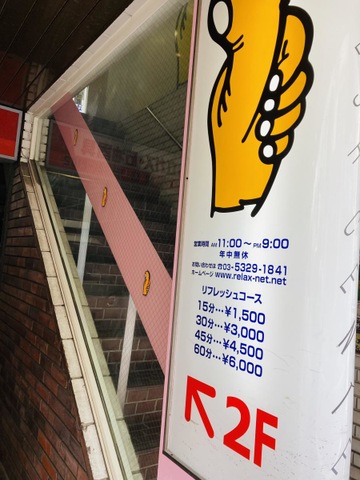 営業時間 AM11:00～PM9:00
年中無休
お問い合わせは☎03-5329-1841
ホームページ www.relax-net.net
リフレッシュコース
15分…¥1,500
30分…¥3,000
45分…¥4,500
60分…¥6,000
↖2F